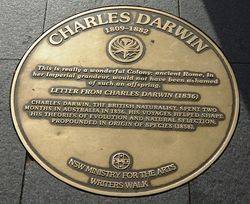 CHARLES DARWIN
1809-1882
This is really a wonderful Colony; ancient Rome, in
her Imperial grandeur, would not have been ashamed
of such an offspring.
LETTER FROM CHARLES DARWIN (1836)
CHARLES DARWIN, THE BRITISH NATURALIST, SPENT TWO
MONTHS IN AUSTRALIA IN 1836. HIS VOYAGES HELPED SHAPE
HIS THEORIES OF EVOLUTION AND NATURAL SELECTION,
PROPOUNDED IN ORIGIN OF SPECIES (1858).
NSW MINISTRY FOR THE ARTS
WRITERS WALK